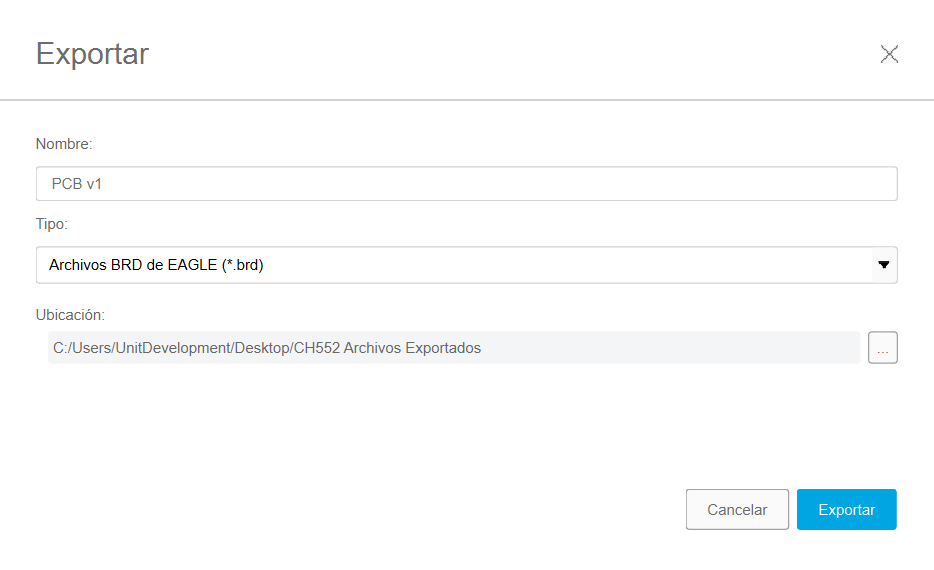 Exportar
Nombre:
PCB v1
Tipo:
Archivos BRD de EAGLE (*.brd)
Ubicación:
C:/Users/UnitDevelopment/Desktop/CH552 Archivos Exportados
...
Cancelar
Exportar